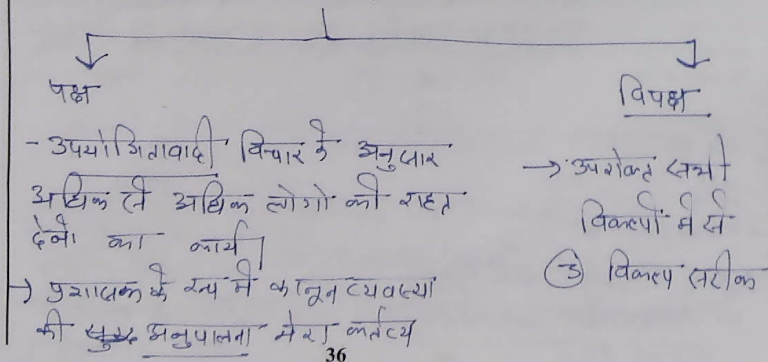 पक्ष
- उपयोगितावादी विचार के अनुसार
अधिक से अधिक लोगो को राहत
देने का कार्य।
→ प्रशासक के रूप में कानून व्यवस्था
की अनुपालना मेरा कर्तव्य
विपक्ष
→ उपरोक्त सभी
विकल्पों मे से
3 विकल्प सटीक
36